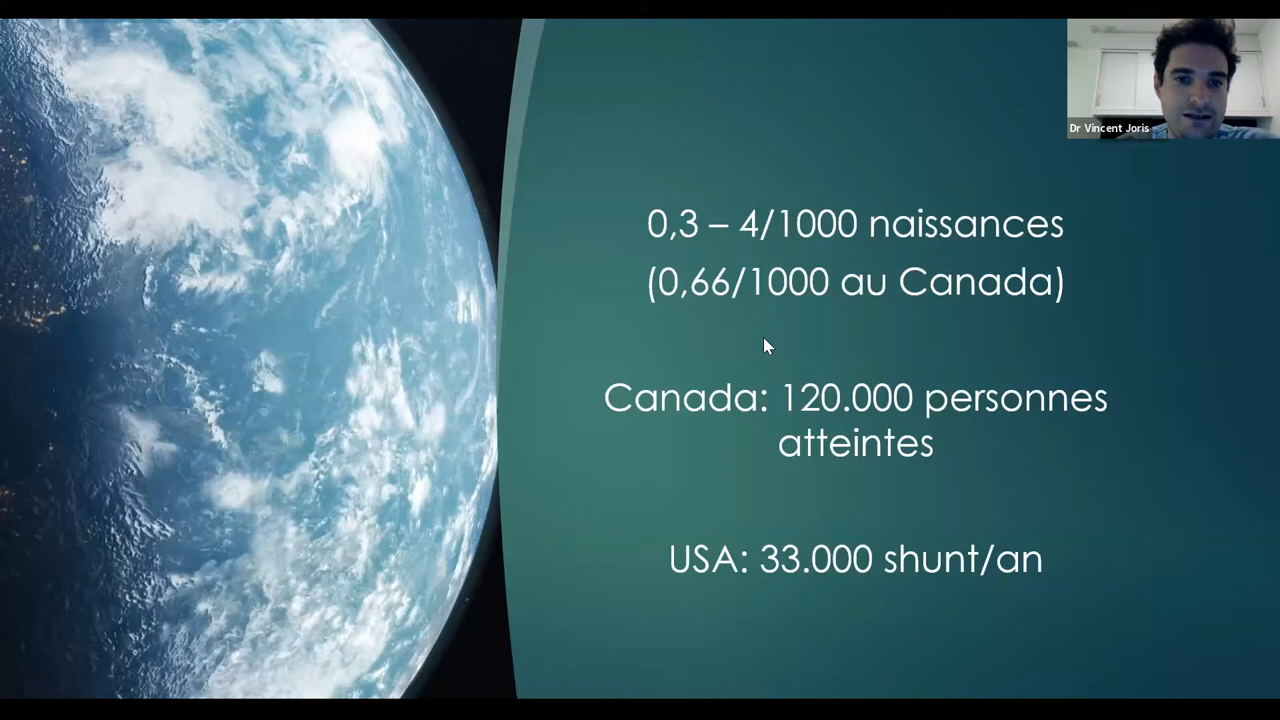 Dr Vincent Joris
0,3 – 4/1000 naissances
(0,66/1000 au Canada)
Canada: 120.000 personnes
atteintes
USA: 33.000 shunt/an